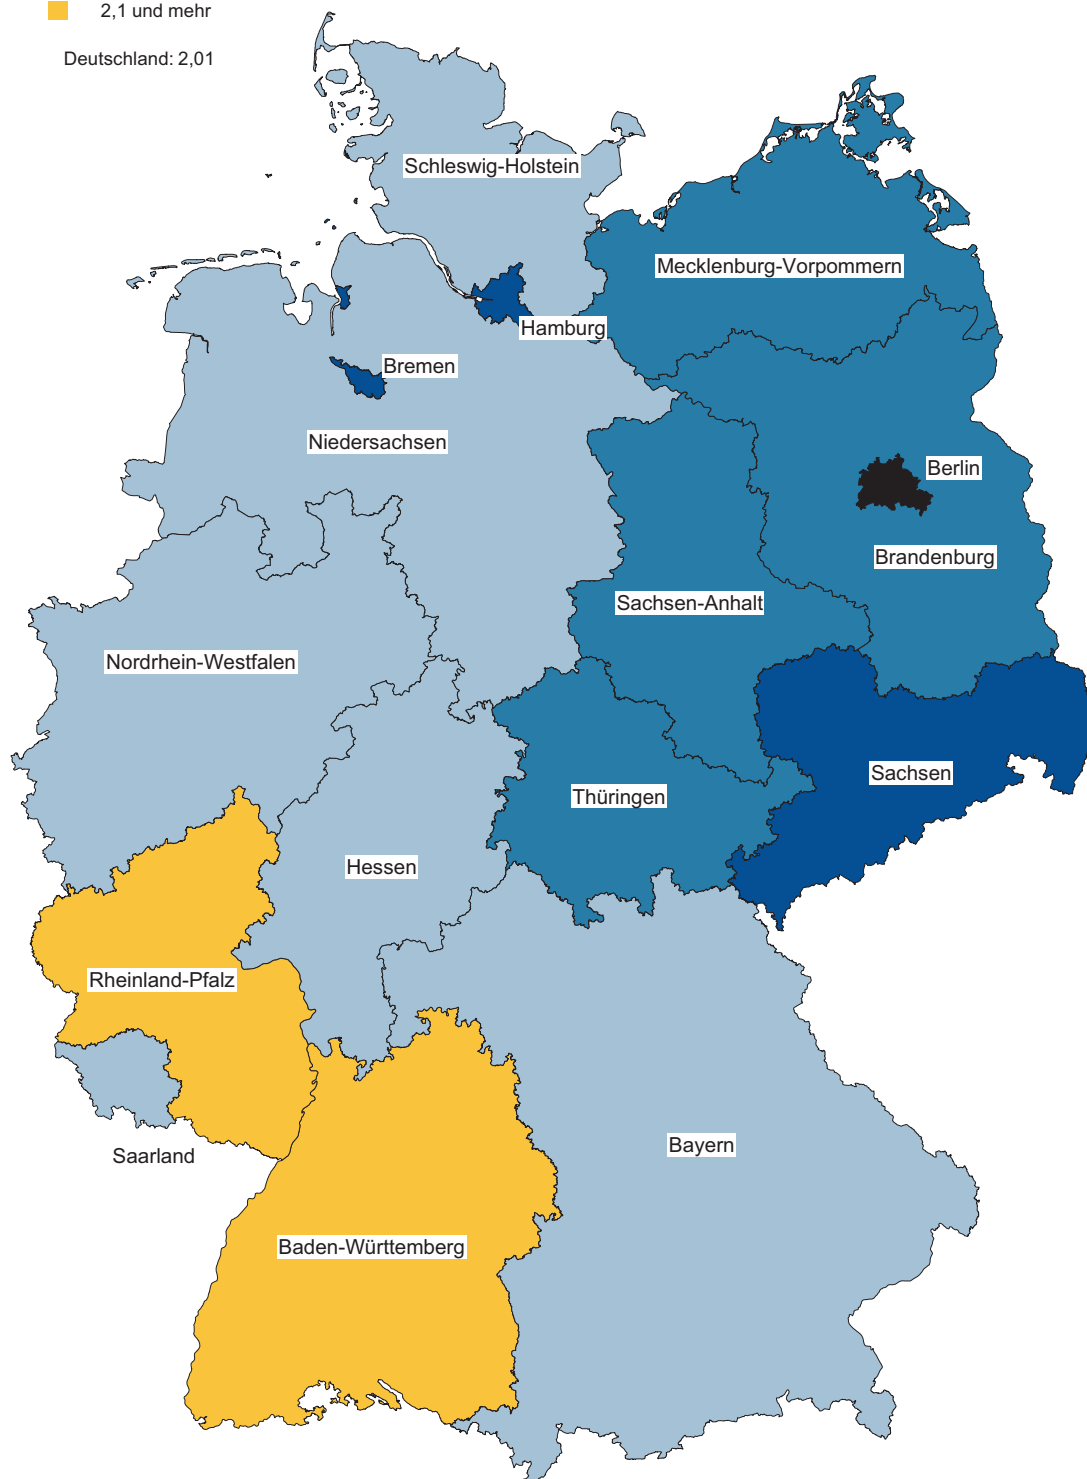 2,1 und mehr
Deutschland: 2,01
Schleswig-Holstein
Mecklenburg-Vorpommern
Hamburg
Bremen
Niedersachsen
Berlin
Brandenburg
Sachsen-Anhalt
Nordrhein-Westfalen
Sachsen
Thüringen
Hessen
Rheinland-Pfalz
Bayern
Saarland
Baden-Württemberg